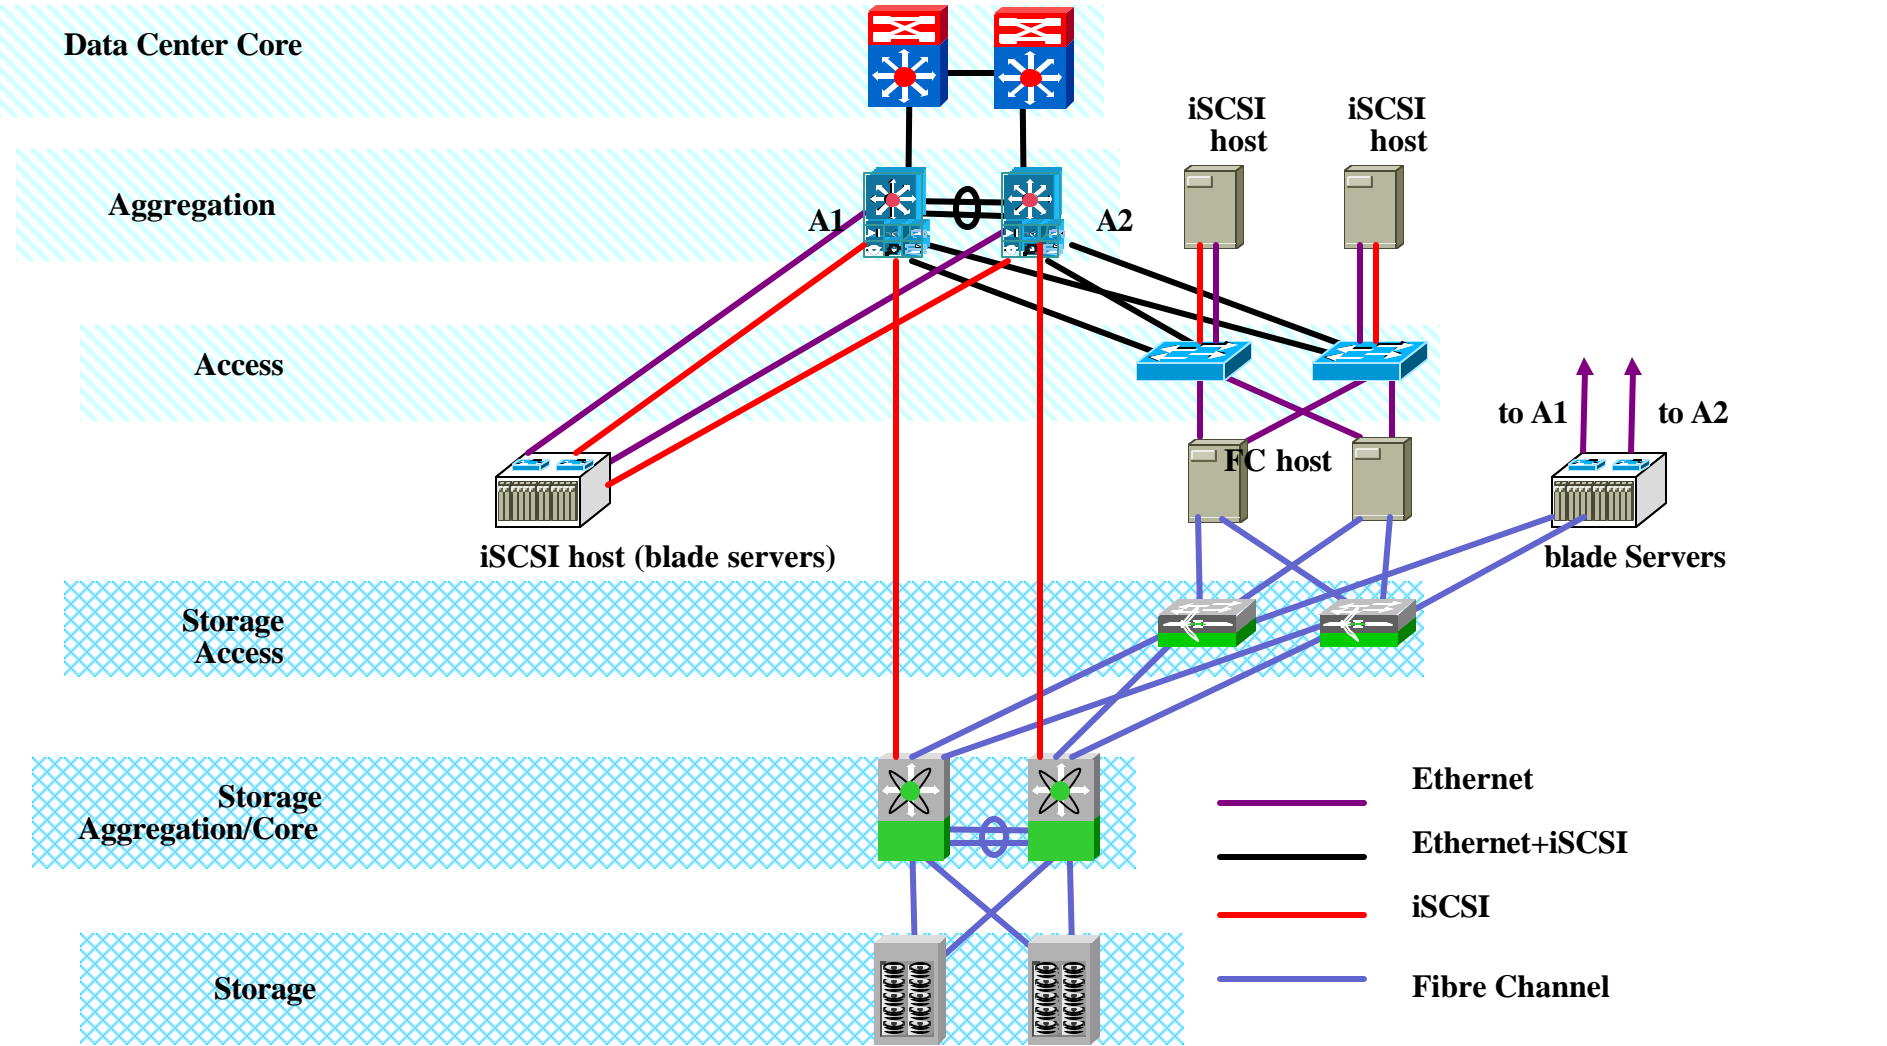 Data Center Core
iSCSI
host
iSCSI
host
Aggregation
A1
A2
Access
to A1
to A2
FC host
iSCSI host (blade servers)
blade Servers
Storage
Access
Storage
Aggregation/Core
Ethernet
Ethernet+iSCSI
iSCSI
Storage
Fibre Channel